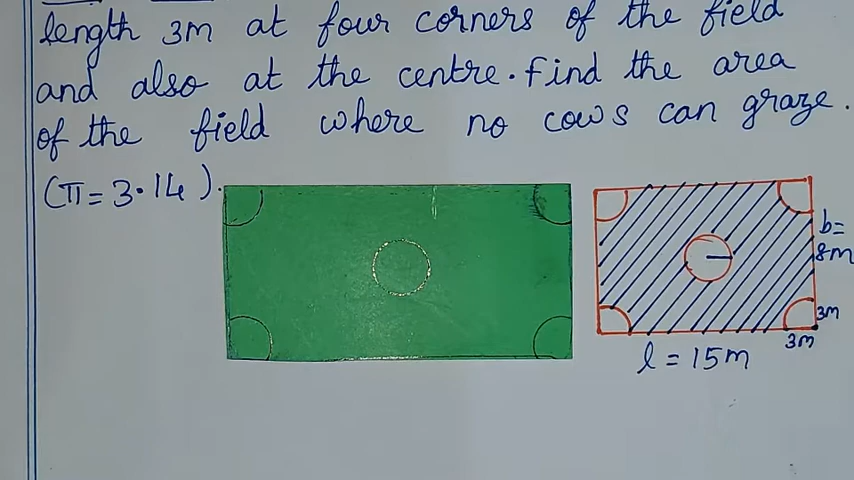 length 3m at four corners of the field
and also at the centre. Find the area
of the field where no cows can graze.
(π = 3.14).
b =
8m
3m
3m
l = 15m